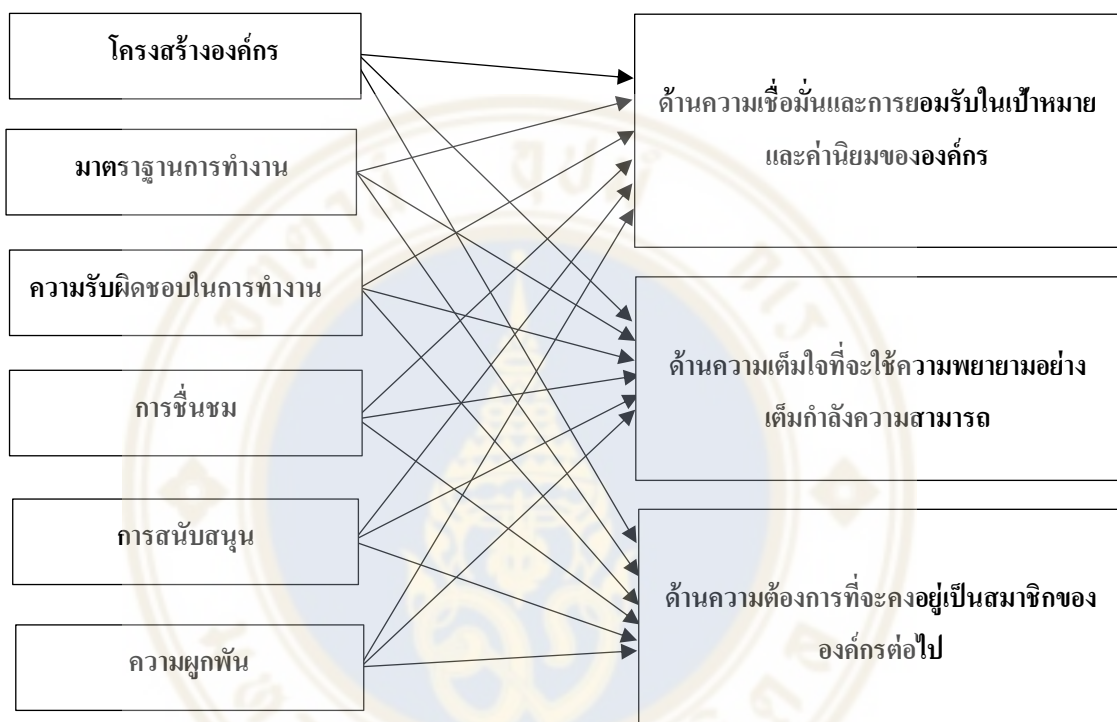 โครงสร้างองค์กร
มาตราฐานการทำงาน
ความรับผิดชอบในการทำงาน
การชื่นชม
การสนับสนุน
ความผูกพัน
ด้านความเชื่อมั่นและการยอมรับในเป้าหมาย
และค่านิยมขององค์กร
ด้านความเต็มใจที่จะใช้ความพยายามอย่าง
เต็มกำลังความสามารถ
ด้านความต้องการที่จะคงอยู่เป็นสมาชิกของ
องค์กรต่อไป